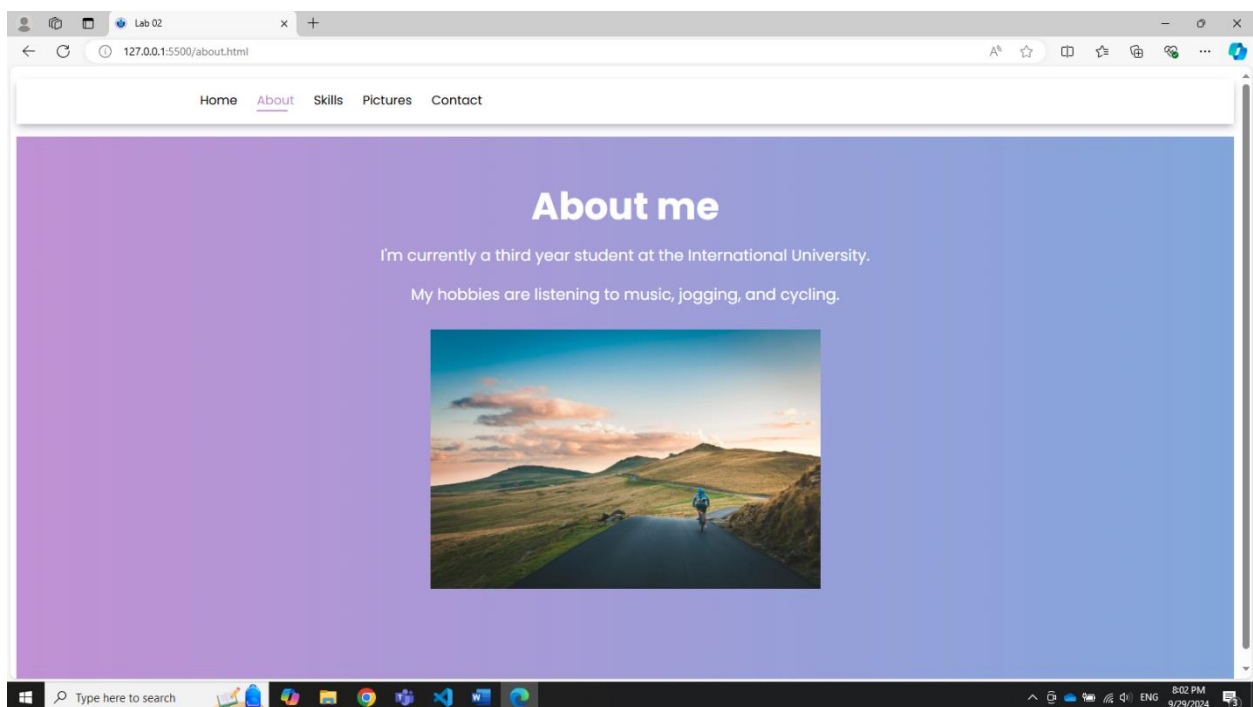 Lab 02
127.0.0.1:5500/about.html
Home About Skills Pictures Contact
About me
I'm currently a third year student at the International University.
My hobbies are listening to music, jogging, and cycling.
Type here to search
ENG
8:02 PM
9/29/2024